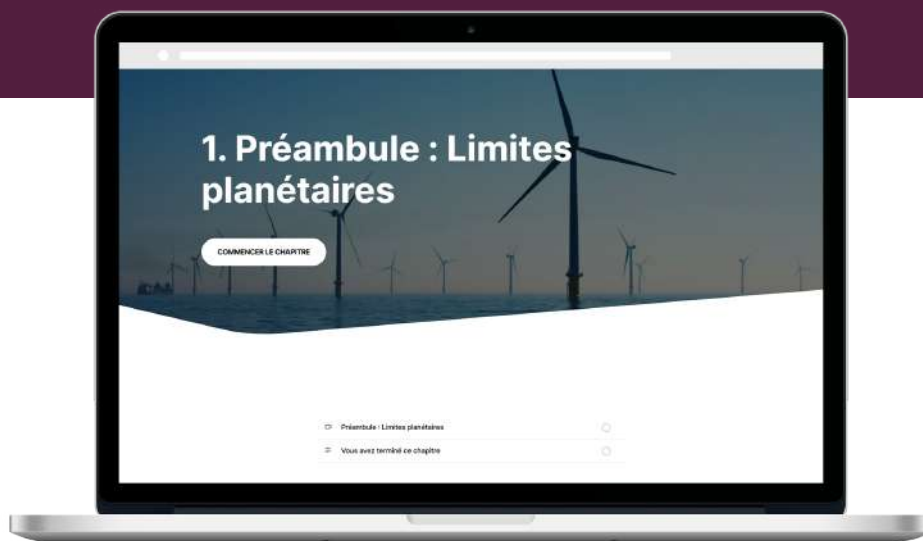 1. Préambule : Limites
planétaires
COMMENCER LE CHAPITRE
Préambule : Limites planétaires
Vous avez terminé ce chapitre